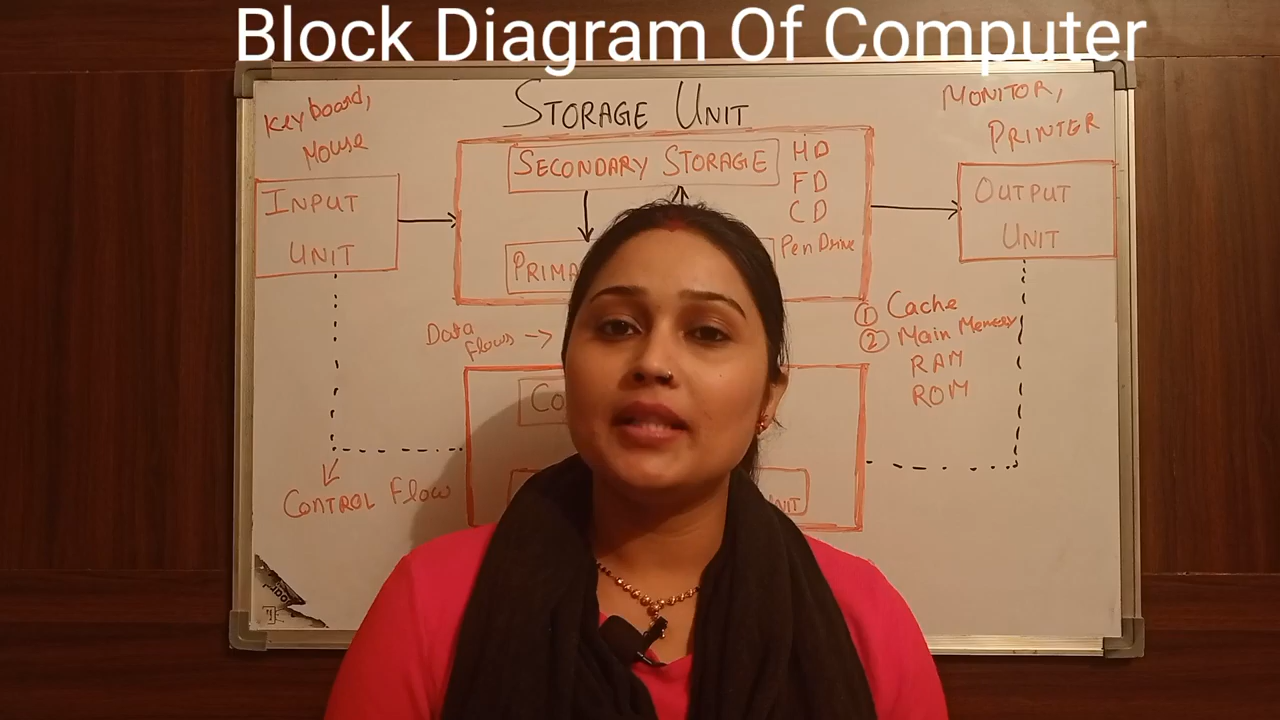 Block Diagram Of Computer
Keyboard,
Mouse
STORAGE UNIT
MONITOR,
PRINTER
INPUT
UNIT
SECONDARY STORAGE
HD
FD
CD
Pen Drive
OUTPUT
UNIT
PRIMA
Data
flows →
① Cache
② Main Memory
RAM
ROM
CO
CONTROL Flow
UNIT